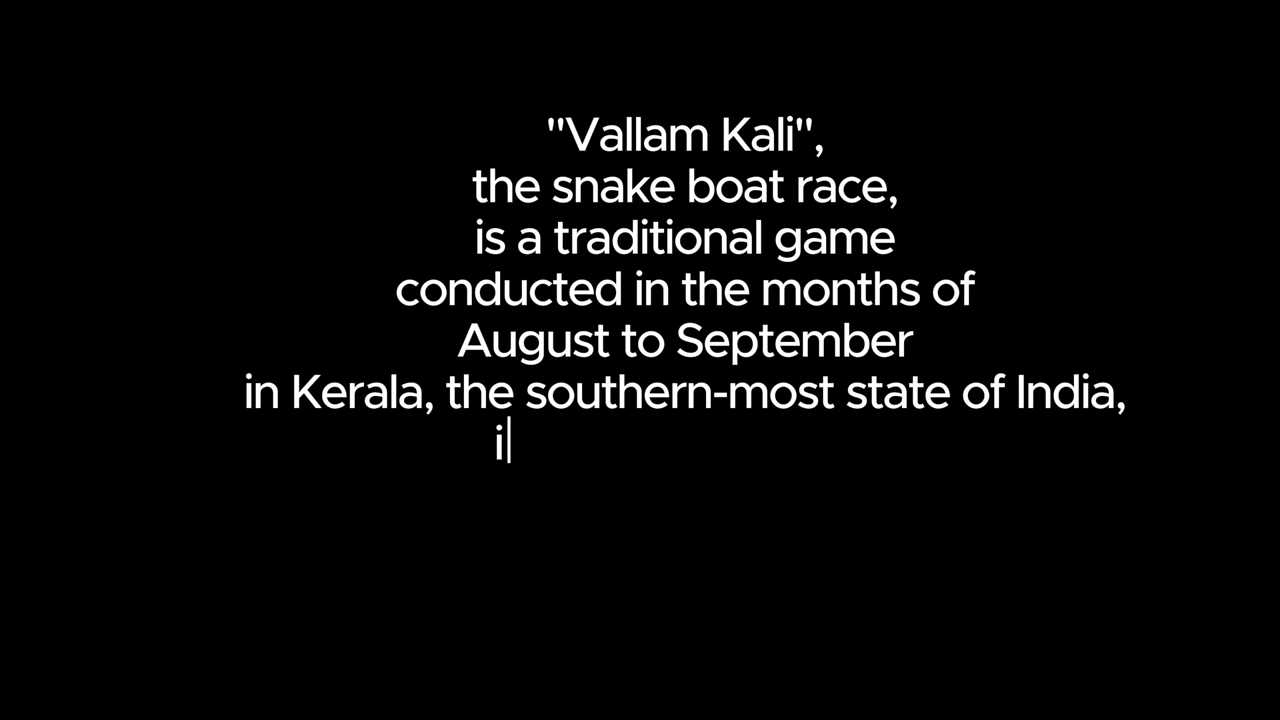 "Vallam Kali",
the snake boat race,
is a traditional game
conducted in the months of
August to September
in Kerala, the southern-most state of India,
i